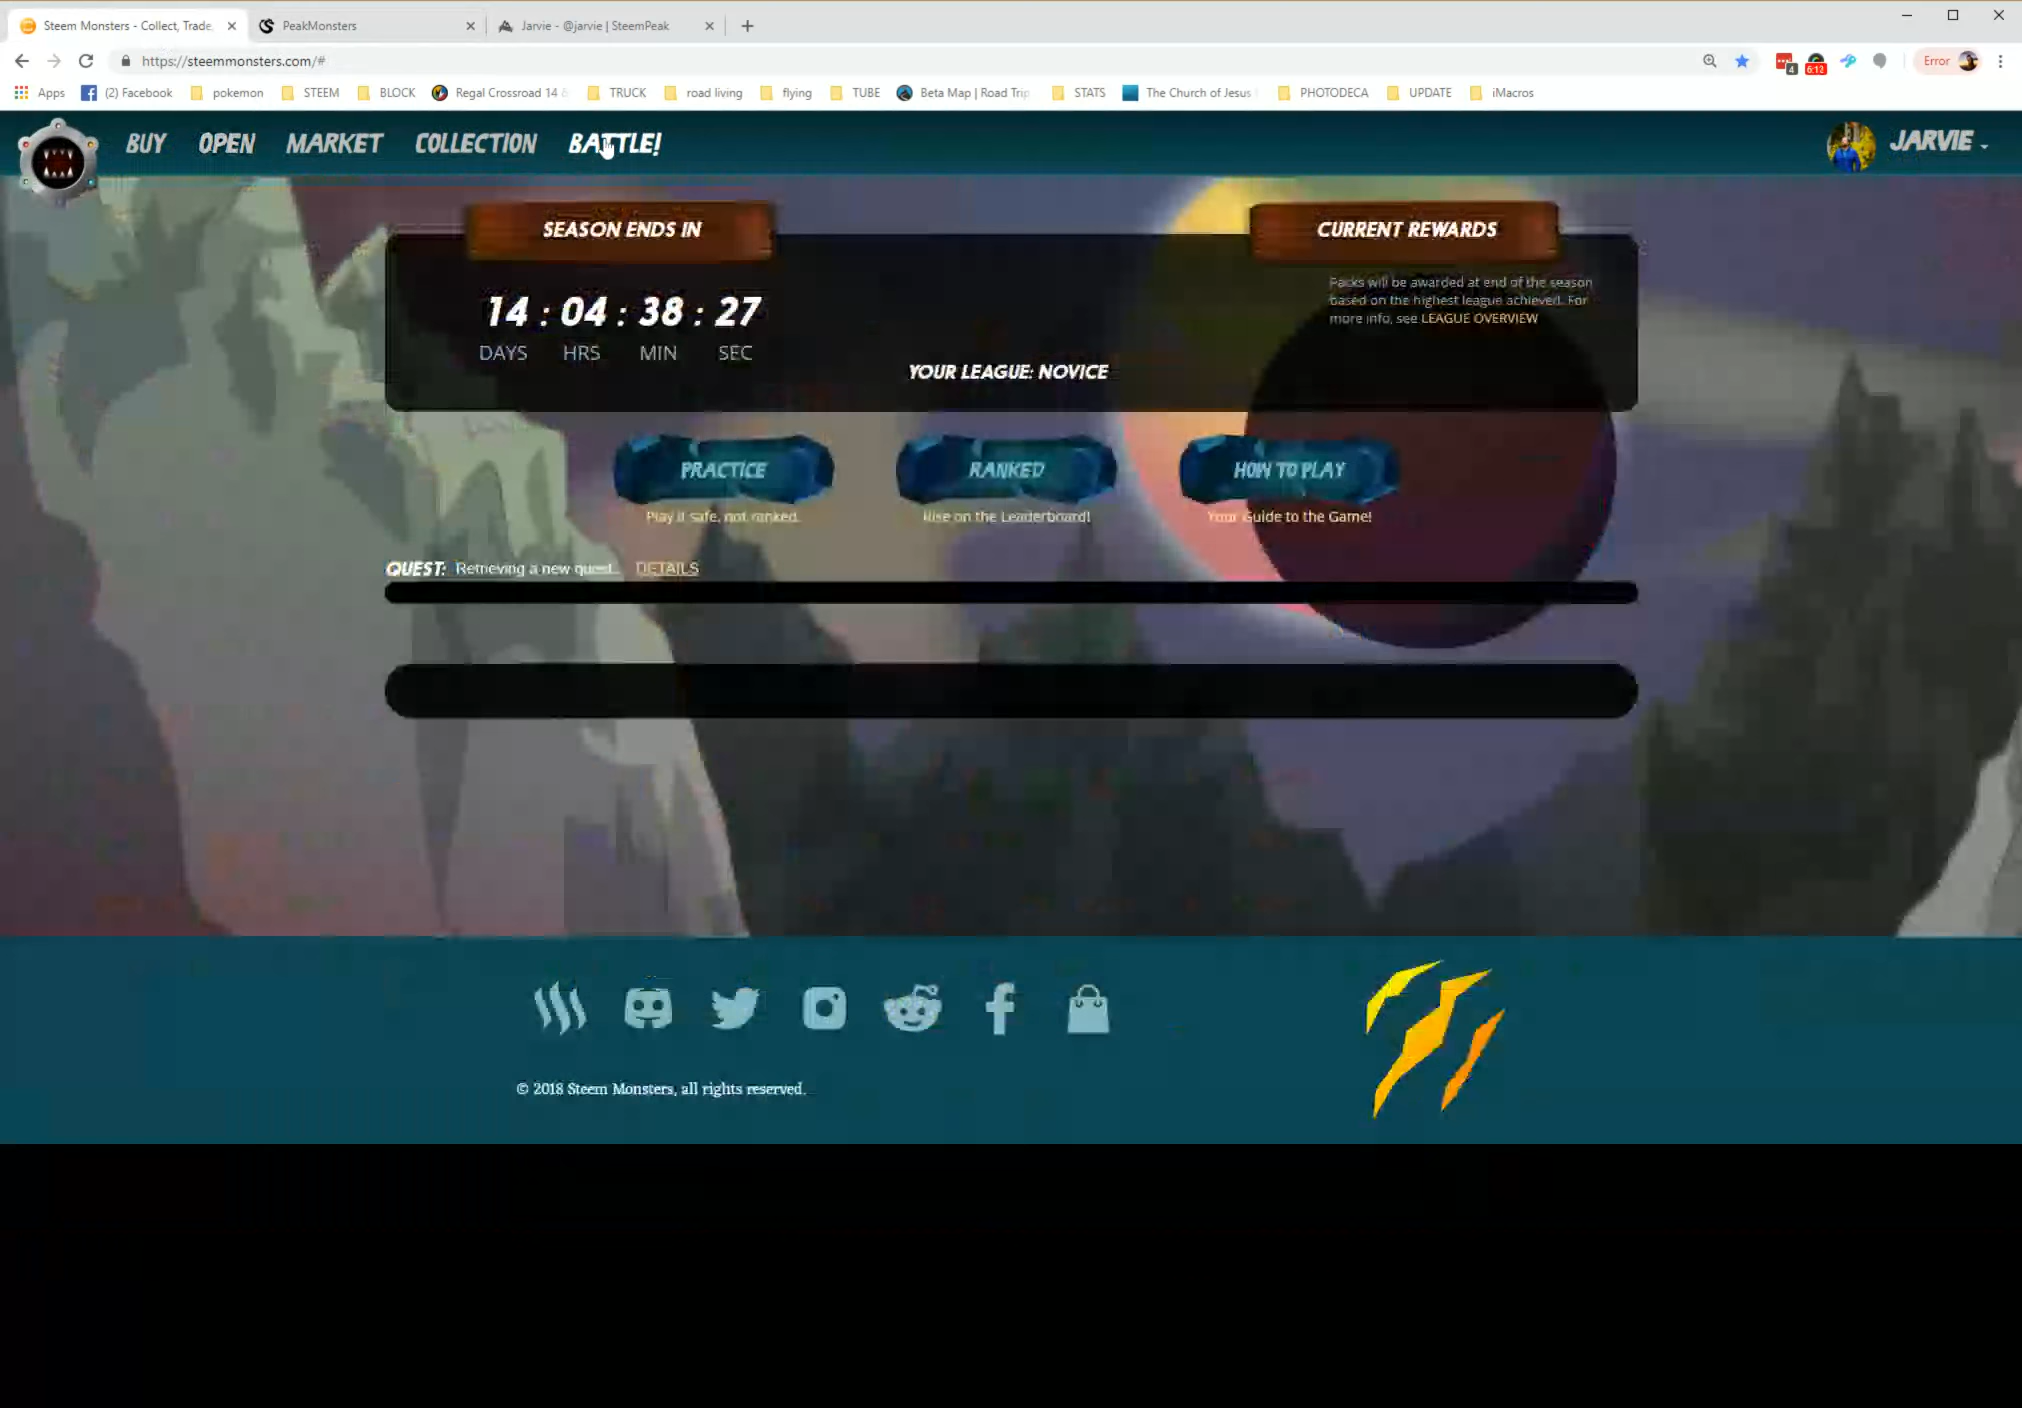 Steem Monsters - Collect, Trade,
PeakMonsters
Jarvie - @jarvie | SteemPeak
https://steemmonsters.com/#
4
6:12
Error
Apps
(2) Facebook
pokemon
STEEM
BLOCK
Regal Crossroad 14 &
TRUCK
road living
flying
TUBE
Beta Map | Road Trip
STATS
The Church of Jesus
PHOTODECA
UPDATE
iMacros
BUY
OPEN
MARKET
COLLECTION
BATTLE!
JARVIE
SEASON ENDS IN
14 : 04 : 38 : 27
DAYS HRS MIN SEC
CURRENT REWARDS
Packs will be awarded at end of the season
based on the highest league achieved. For
more info, see LEAGUE OVERVIEW
YOUR LEAGUE: NOVICE
PRACTICE
Play it safe, not ranked.
RANKED
Rise on the Leaderboard!
HOW TO PLAY
Your Guide to the Game!
QUEST: Retrieving a new quest... DETAILS
© 2018 Steem Monsters, all rights reserved.